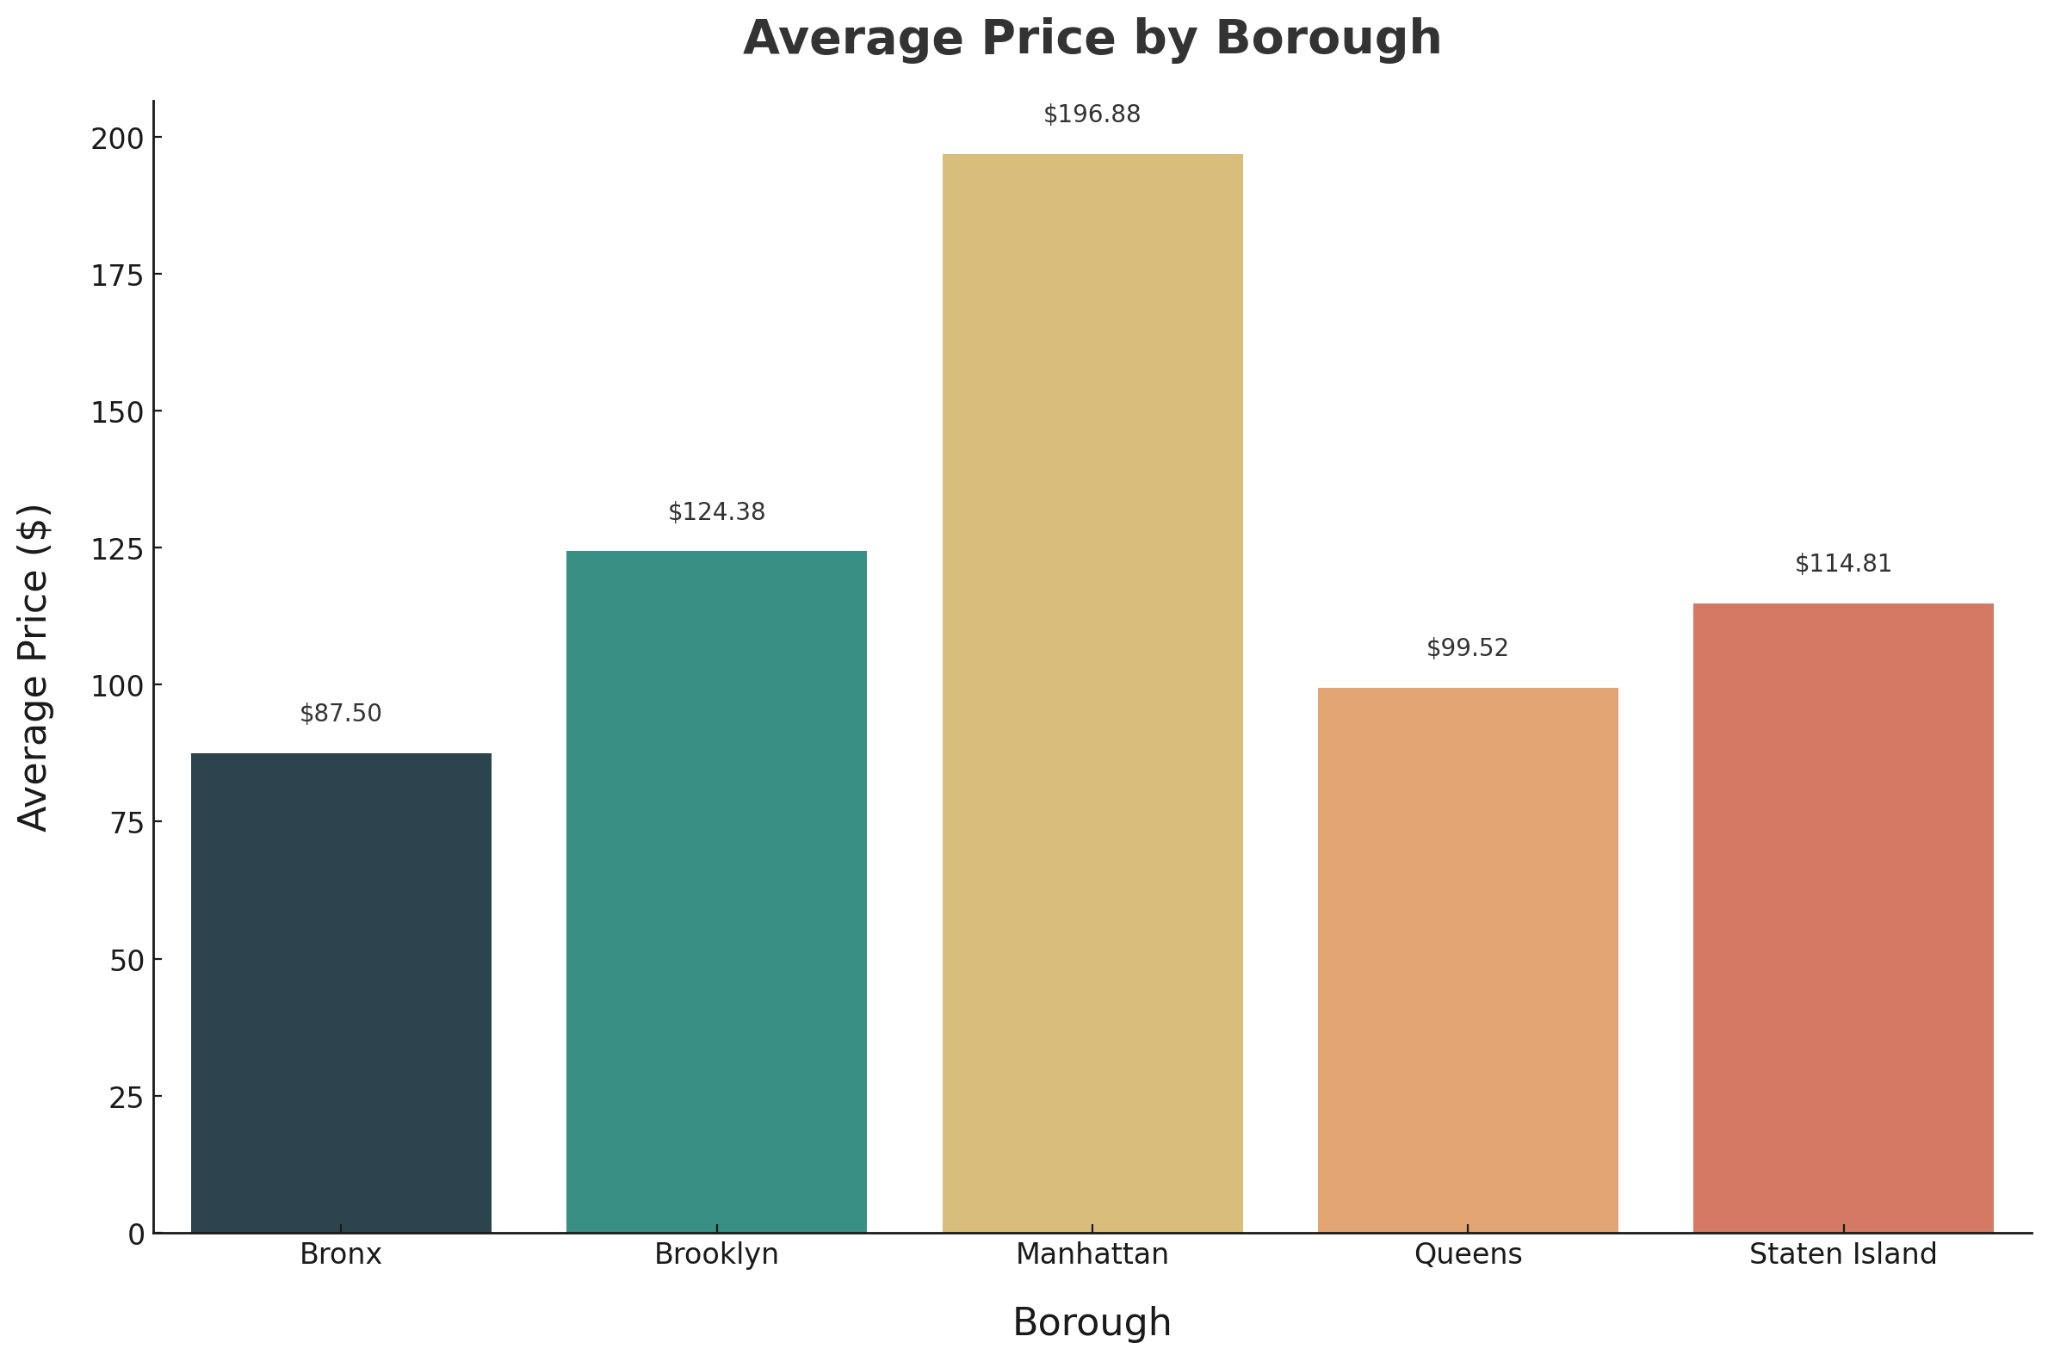 Average Price by Borough
$196.88
200
175
150
$124.38
125
$114.81
$99.52
100
$87.50
75
50
25
0
Average Price ($)
Bronx
Brooklyn
Manhattan
Queens
Staten Island
Borough